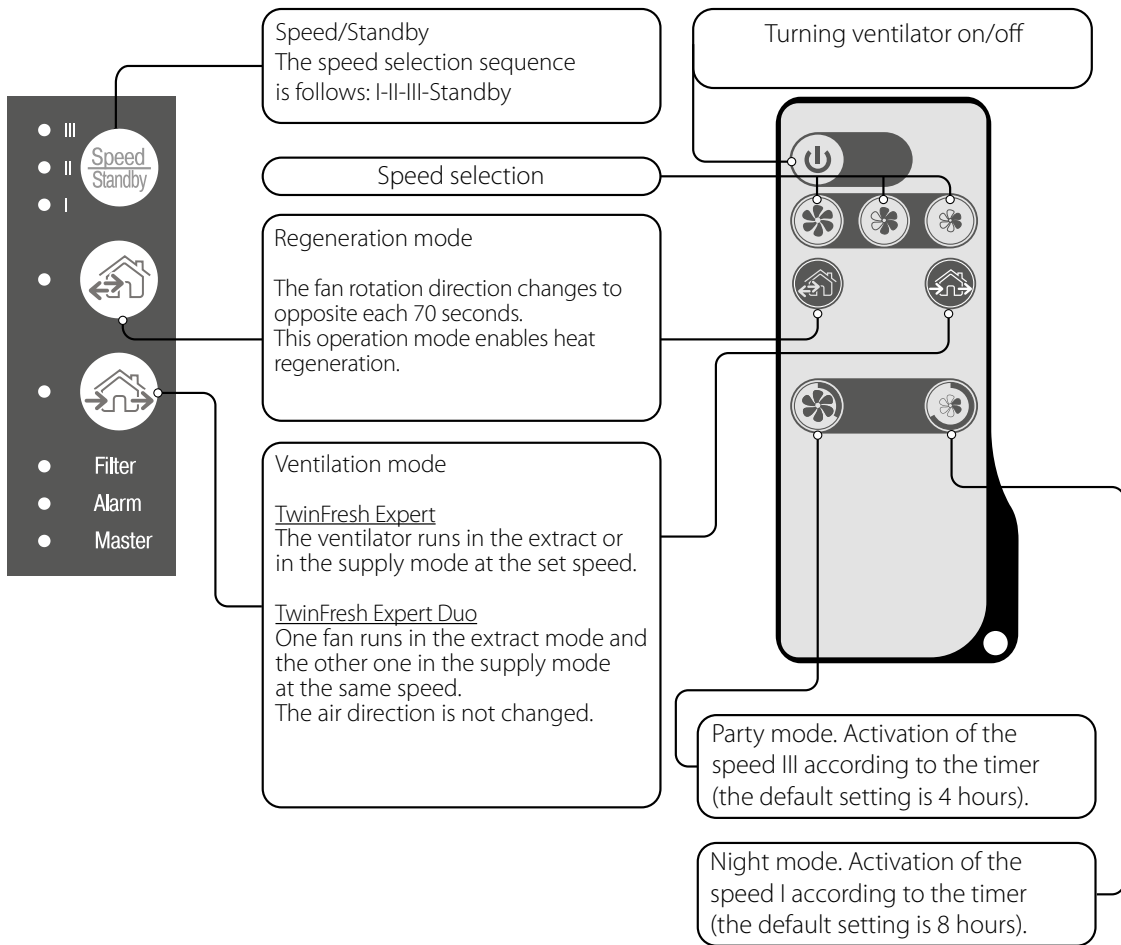 Speed/Standby
The speed selection sequence
is follows: I-II-III-Standby
Turning ventilator on/off
III
II
I
Speed
Standby
Speed selection
Regeneration mode
The fan rotation direction changes to
opposite each 70 seconds.
This operation mode enables heat
regeneration.
Filter
Alarm
Master
Ventilation mode
TwinFresh Expert
The ventilator runs in the extract or
in the supply mode at the set speed.
TwinFresh Expert Duo
One fan runs in the extract mode and
the other one in the supply mode
at the same speed.
The air direction is not changed.
Party mode. Activation of the
speed III according to the timer
(the default setting is 4 hours).
Night mode. Activation of the
speed I according to the timer
(the default setting is 8 hours).